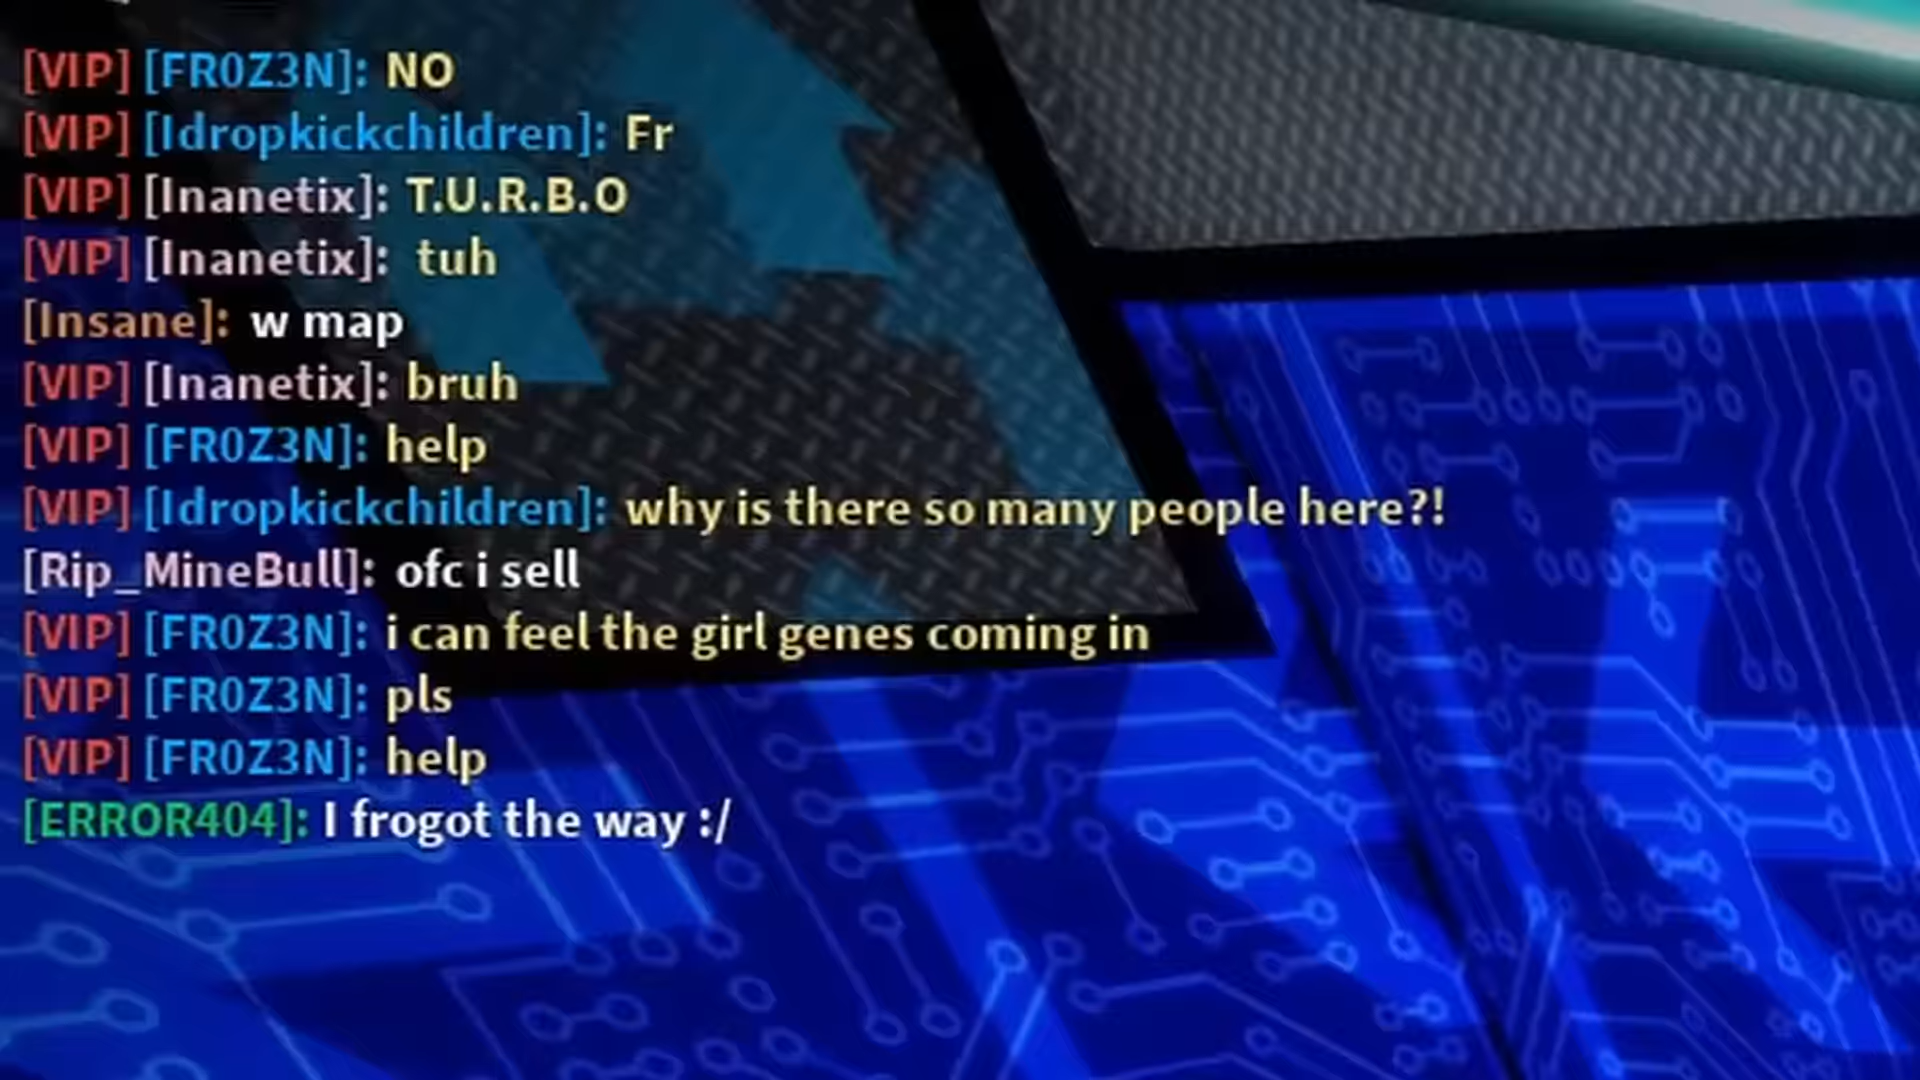 [VIP] [FR0Z3N]: NO
[VIP] [Idropkickchildren]: Fr
[VIP] [Inanetix]: T.U.R.B.O
[VIP] [Inanetix]: tuh
[Insane]: w map
[VIP] [Inanetix]: bruh
[VIP] [FR0Z3N]: help
[VIP] [Idropkickchildren]: why is there so many people here?!
[Rip_MineBull]: ofc i sell
[VIP] [FR0Z3N]: i can feel the girl genes coming in
[VIP] [FR0Z3N]: pls
[VIP] [FR0Z3N]: help
[ERROR404]: I frogot the way :/